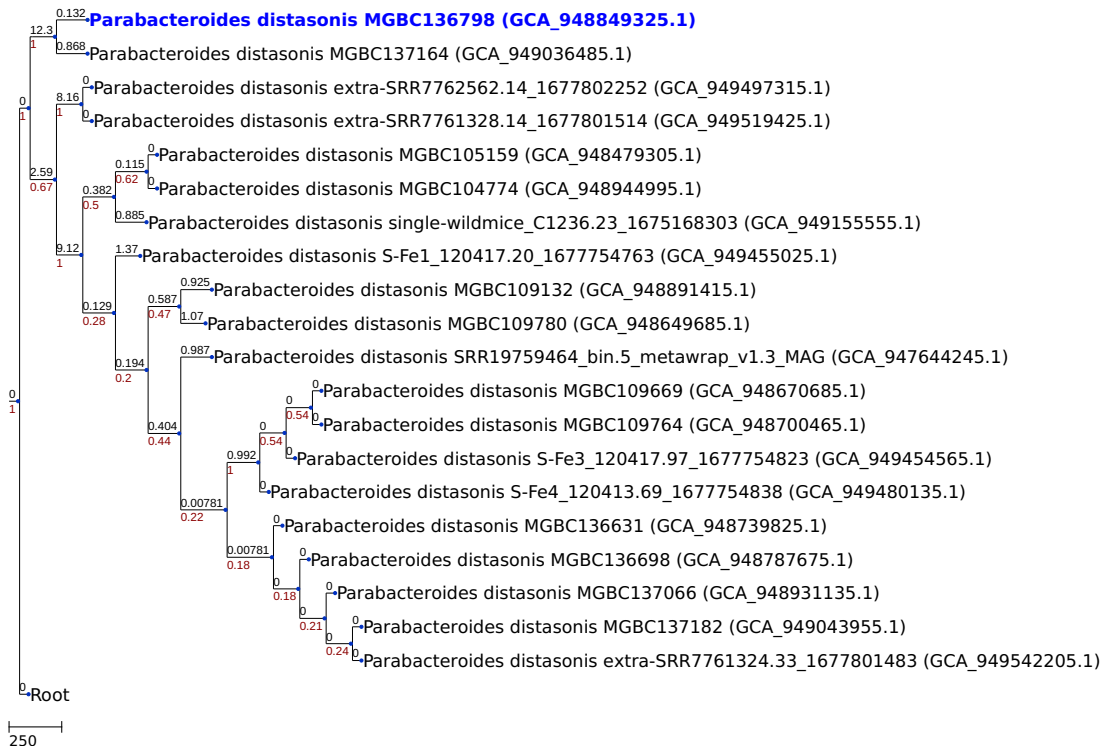 0.132
Parabacteroides distasonis MGBC136798 (GCA_948849325.1)
12.3
1
0.868
Parabacteroides distasonis MGBC137164 (GCA_949036485.1)
0
Parabacteroides distasonis extra-SRR7762562.14_1677802252 (GCA_949497315.1)
0
1
8.16
1
0
Parabacteroides distasonis extra-SRR7761328.14_1677801514 (GCA_949519425.1)
0
Parabacteroides distasonis MGBC105159 (GCA_948479305.1)
0.115
0.62
2.59
0.67
0
Parabacteroides distasonis MGBC104774 (GCA_948944995.1)
0.382
0.5
0.885
Parabacteroides distasonis single-wildmice_C1236.23_1675168303 (GCA_949155555.1)
9.12
1
1.37
Parabacteroides distasonis S-Fe1_120417.20_1677754763 (GCA_949455025.1)
0.925
Parabacteroides distasonis MGBC109132 (GCA_948891415.1)
0.587
0.47
0.129
0.28
1.07
Parabacteroides distasonis MGBC109780 (GCA_948649685.1)
0.987
Parabacteroides distasonis SRR19759464_bin.5_metawrap_v1.3_MAG (GCA_947644245.1)
0.194
0.2
0
Parabacteroides distasonis MGBC109669 (GCA_948670685.1)
0
1
0
0.54
0
Parabacteroides distasonis MGBC109764 (GCA_948700465.1)
0.404
0.44
0
0.54
0
Parabacteroides distasonis S-Fe3_120417.97_1677754823 (GCA_949454565.1)
0.992
1
0
Parabacteroides distasonis S-Fe4_120413.69_1677754838 (GCA_949480135.1)
0.00781
0.22
0
Parabacteroides distasonis MGBC136631 (GCA_948739825.1)
0.00781
0.18
0
Parabacteroides distasonis MGBC136698 (GCA_948787675.1)
0
0.18
0
Parabacteroides distasonis MGBC137066 (GCA_948931135.1)
0
0.21
0
Parabacteroides distasonis MGBC137182 (GCA_949043955.1)
0
0.24
0
Parabacteroides distasonis extra-SRR7761324.33_1677801483 (GCA_949542205.1)
0
Root
250